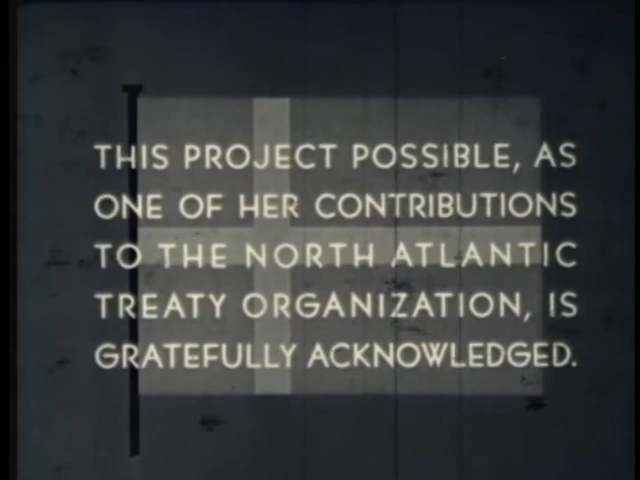 THIS PROJECT POSSIBLE, AS
ONE OF HER CONTRIBUTIONS
TO THE NORTH ATLANTIC
TREATY ORGANIZATION, IS
GRATEFULLY ACKNOWLEDGED.